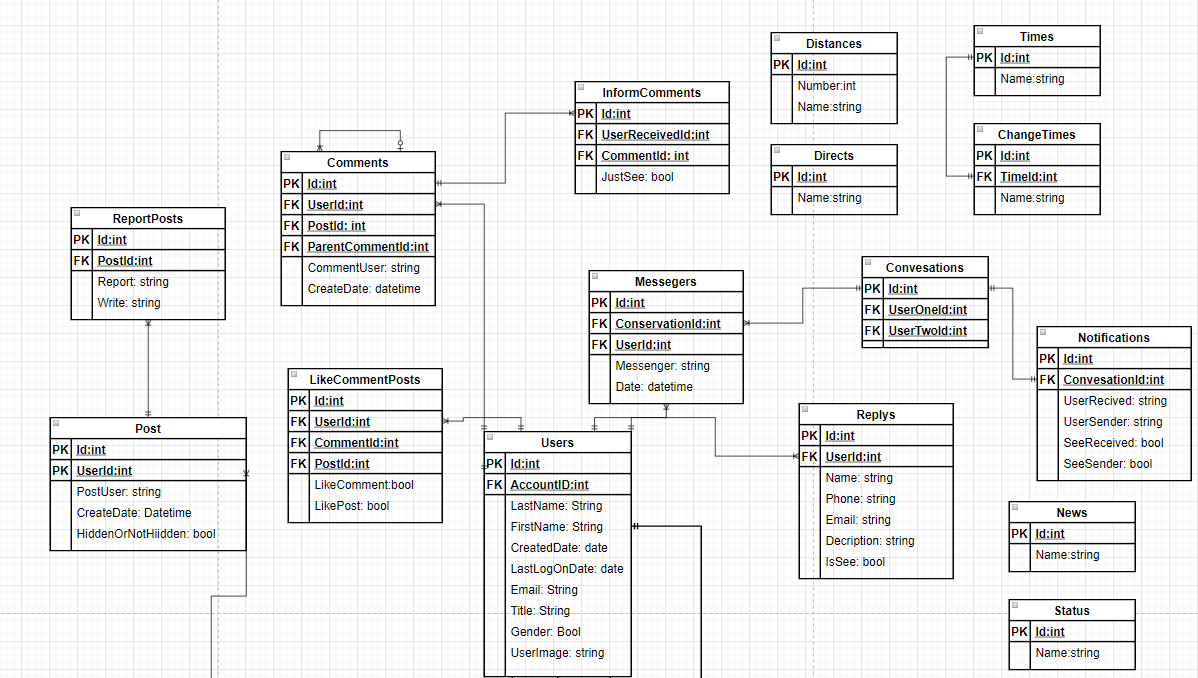 Distances
PK Id:int
Number:int
Name:string
Times
PK Id:int
Name:string
InformComments
PK Id:int
FK UserReceivedId:int
FK CommentId: int
JustSee: bool
ChangeTimes
PK Id:int
FK TimeId:int
Name:string
Directs
PK Id:int
Name:string
Comments
PK Id:int
FK UserId:int
FK PostId: int
FK ParentCommentId:int
CommentUser: string
CreateDate: datetime
ReportPosts
PK Id:int
FK PostId:int
Report: string
Write: string
Messegers
PK Id:int
FK ConservationId:int
FK UserId:int
Messenger: string
Date: datetime
Convesations
PK Id:int
FK UserOneId:int
FK UserTwoId:int
Notifications
PK Id:int
FK ConvesationId:int
UserRecived: string
UserSender: string
SeeReceived: bool
SeeSender: bool
LikeCommentPosts
PK Id:int
FK UserId:int
FK CommentId:int
FK PostId:int
LikeComment:bool
LikePost: bool
Post
PK Id:int
PK UserId:int
PostUser: string
CreateDate: Datetime
HiddenOrNotHiidden: bool
Users
PK Id:int
FK AccountID:int
LastName: String
FirstName: String
CreatedDate: date
LastLogOnDate: date
Email: String
Title: String
Gender: Bool
UserImage: string
Replys
PK Id:int
FK UserId:int
Name: string
Phone: string
Email: string
Decription: string
IsSee: bool
News
PK Id:int
Name:string
Status
PK Id:int
Name:string